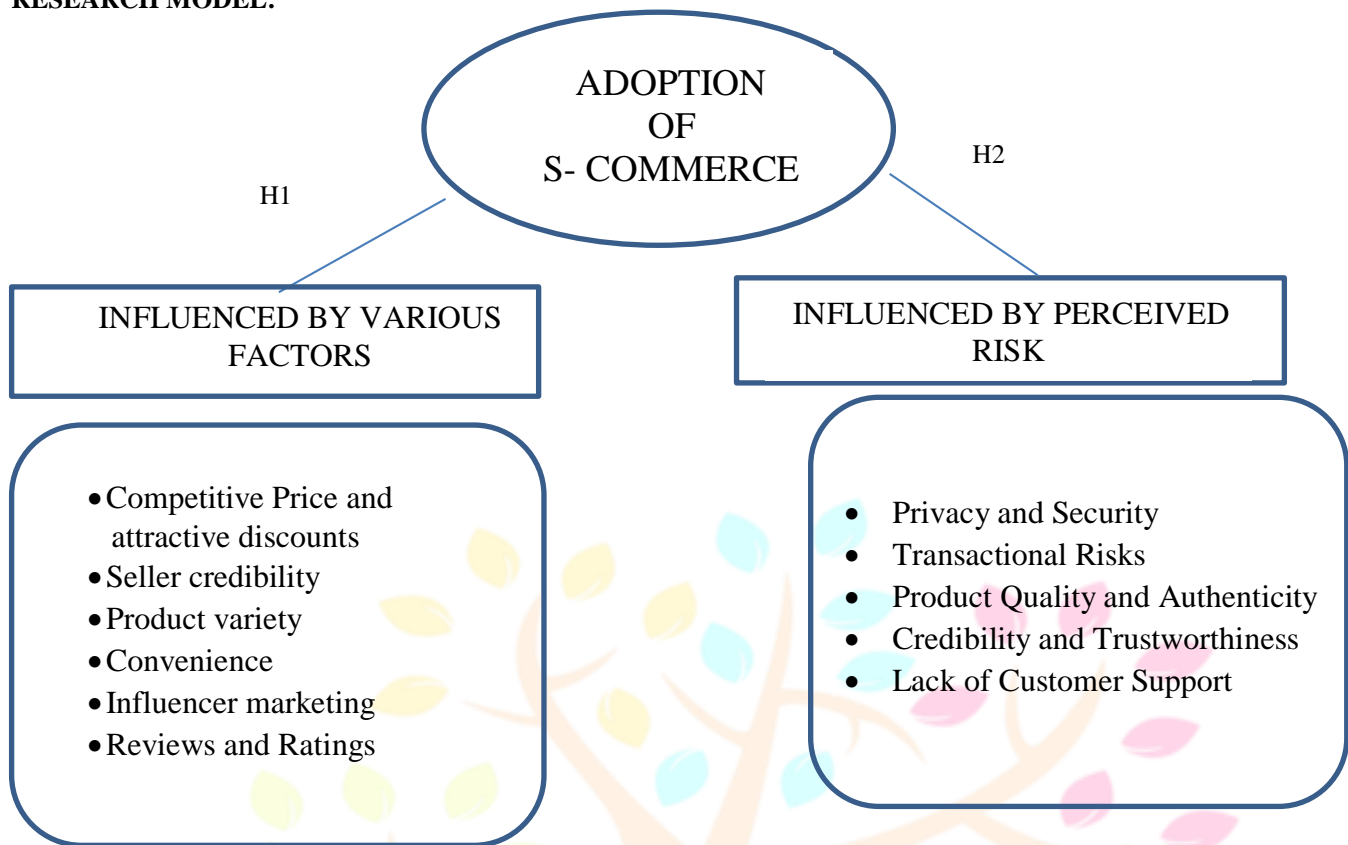 RESEARCH MODEL:
ADOPTION
OF
S- COMMERCE
H1
H2
INFLUENCED BY VARIOUS
FACTORS
INFLUENCED BY PERCEIVED
RISK
•Competitive Price and
attractive discounts
•Seller credibility
•Product variety
•Convenience
•Influencer marketing
•Reviews and Ratings
• Privacy and Security
• Transactional Risks
• Product Quality and Authenticity
• Credibility and Trustworthiness
• Lack of Customer Support